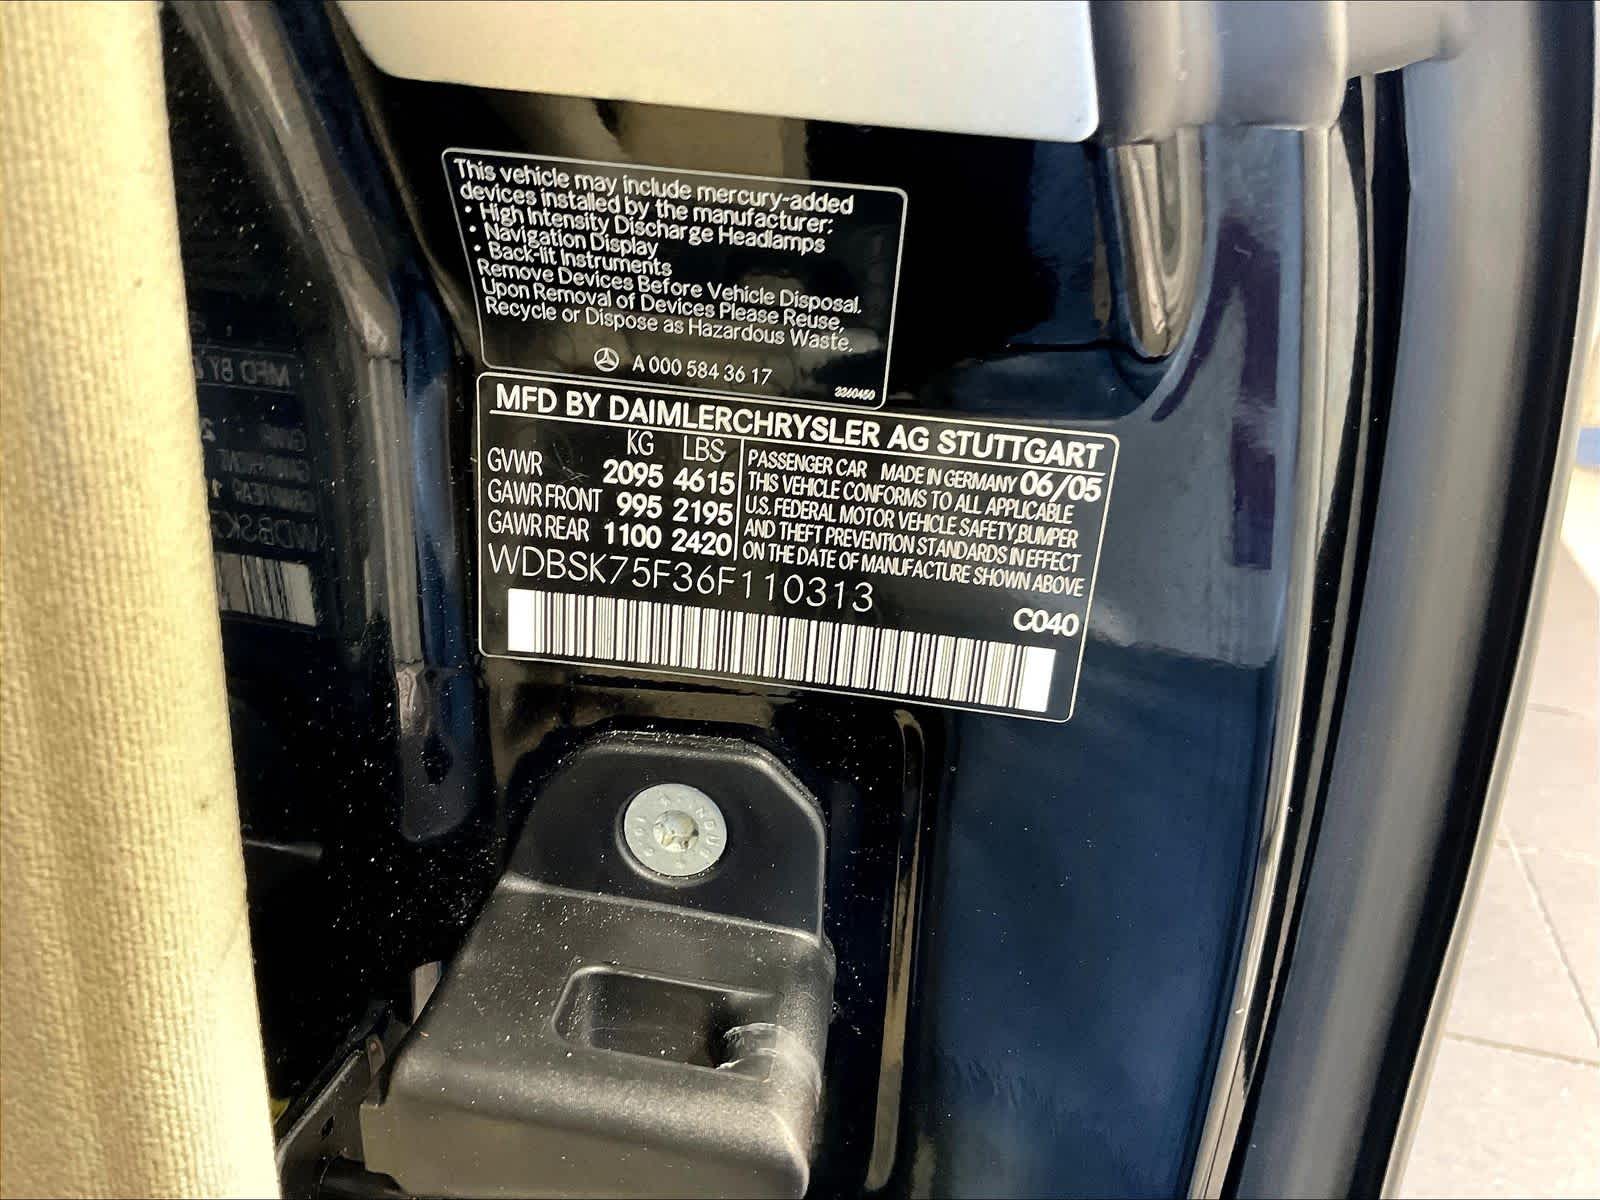 This vehicle may include mercury-added
devices installed by the manufacturer:
• High Intensity Discharge Headlamps
• Navigation Display
• Back-lit Instruments
Remove Devices Before Vehicle Disposal.
Upon Removal of Devices Please Reuse,
Recycle or Dispose as Hazardous Waste.
A 000 584 36 17
3360450
MFD BY DAIMLERCHRYSLER AG STUTTGART
KG LBS
GVWR 2095 4615
GAWR FRONT 995 2195
GAWR REAR 1100 2420
PASSENGER CAR MADE IN GERMANY 06/05
THIS VEHICLE CONFORMS TO ALL APPLICABLE
U.S. FEDERAL MOTOR VEHICLE SAFETY,BUMPER
AND THEFT PREVENTION STANDARDS IN EFFECT
ON THE DATE OF MANUFACTURE SHOWN ABOVE
WDBSK75F36F110313
C040